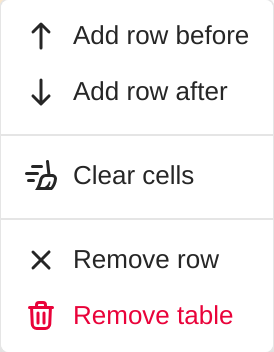 Add row before
Add row after
Clear cells
Remove row
Remove table